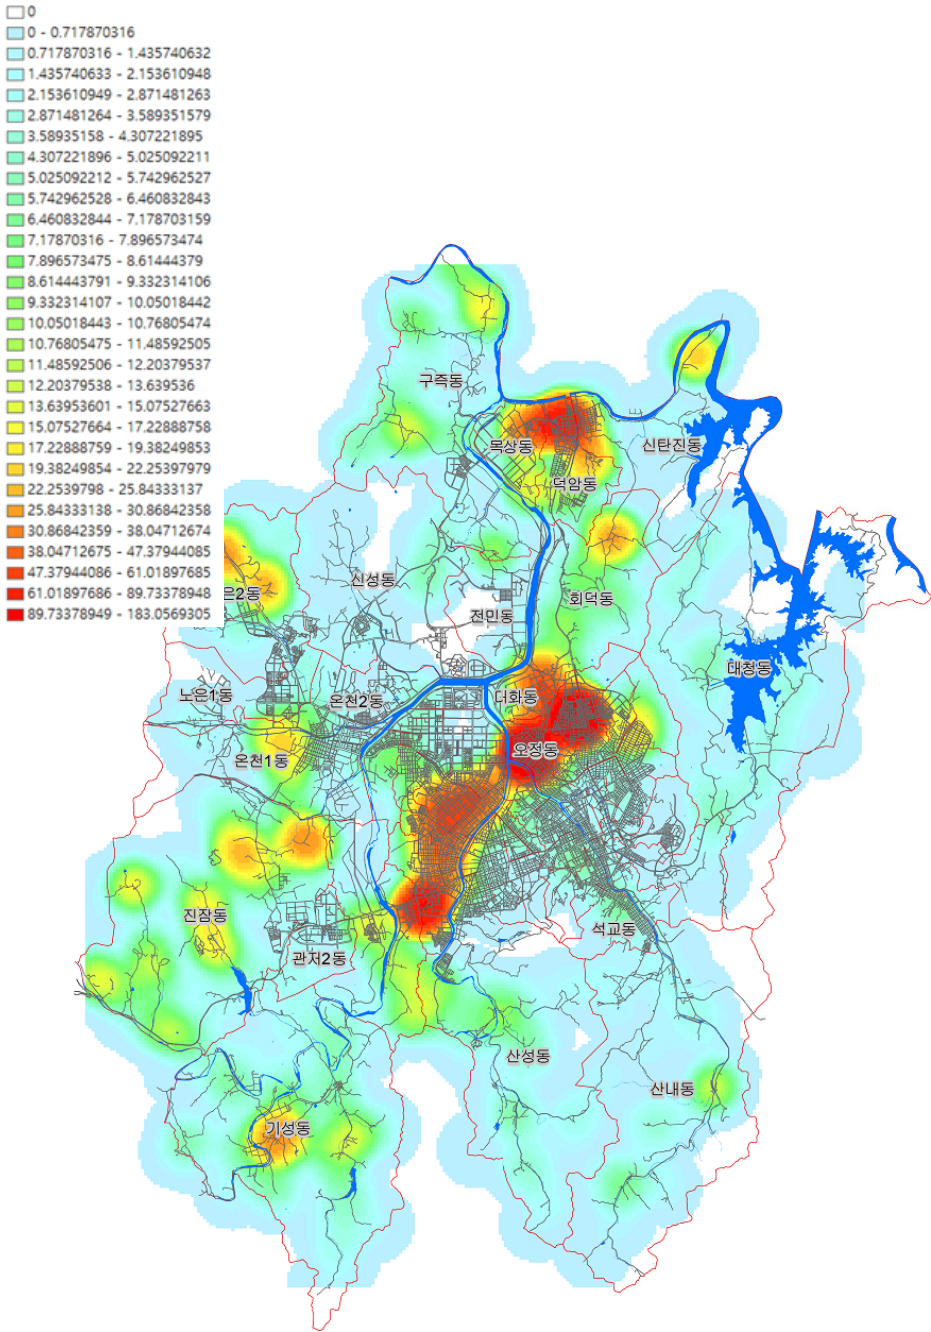 0
0 - 0.717870316
0.717870316 - 1.435740632
1.435740633 - 2.153610948
2.153610949 - 2.871481263
2.871481264 - 3.589351579
3.58935158 - 4.307221895
4.307221896 - 5.025092211
5.025092212 - 5.742962527
5.742962528 - 6.460832843
6.460832844 - 7.178703159
7.17870316 - 7.896573474
7.896573475 - 8.61444379
8.614443791 - 9.332314106
9.332314107 - 10.05018442
10.05018443 - 10.76805474
10.76805475 - 11.48592505
11.48592506 - 12.20379537
12.20379538 - 13.639536
13.63953601 - 15.07527663
15.07527664 - 17.22888758
17.22888759 - 19.38249853
19.38249854 - 22.25397979
22.2539798 - 25.84333137
25.84333138 - 30.86842358
30.86842359 - 38.04712674
38.04712675 - 47.37944085
47.37944086 - 61.01897685
61.01897686 - 89.73378948
89.73378949 - 183.0569305
구즉동
목상동
신탄진동
덕암동
신성동
은2동
회덕동
전민동
대청동
노은1동
온천2동
대화동
오정동
온천1동
진잠동
석교동
관저2동
산성동
산내동
기성동